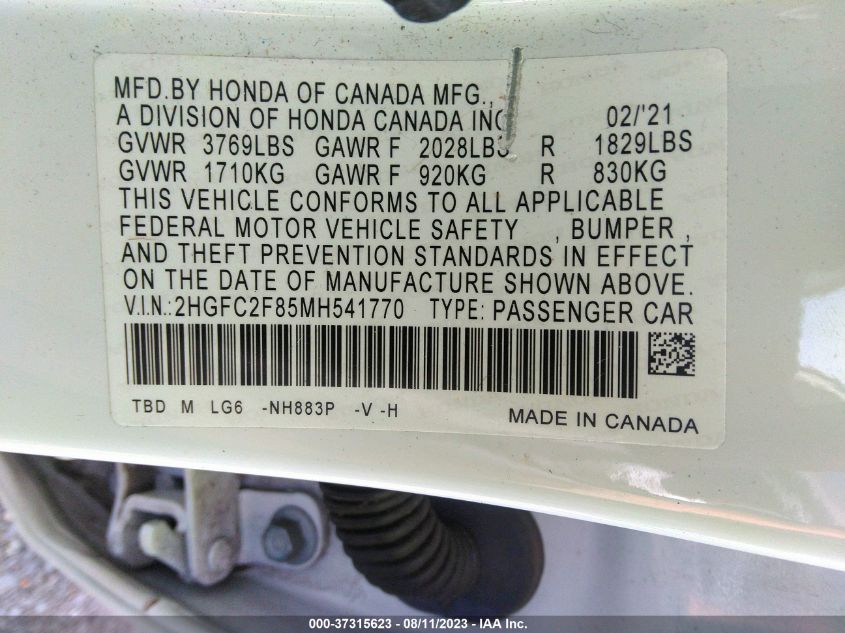 MFD.BY HONDA OF CANADA MFG.,
A DIVISION OF HONDA CANADA INC 02/'21
GVWR 3769LBS GAWR F 2028LBS R 1829LBS
GVWR 1710KG GAWR F 920KG R 830KG
THIS VEHICLE CONFORMS TO ALL APPLICABLE
FEDERAL MOTOR VEHICLE SAFETY , BUMPER ,
AND THEFT PREVENTION STANDARDS IN EFFECT
ON THE DATE OF MANUFACTURE SHOWN ABOVE.
V.I.N.:2HGFC2F85MH541770 TYPE: PASSENGER CAR
TBD M LG6 -NH883P -V -H
MADE IN CANADA
000-37315623 - 08/11/2023 - IAA Inc.